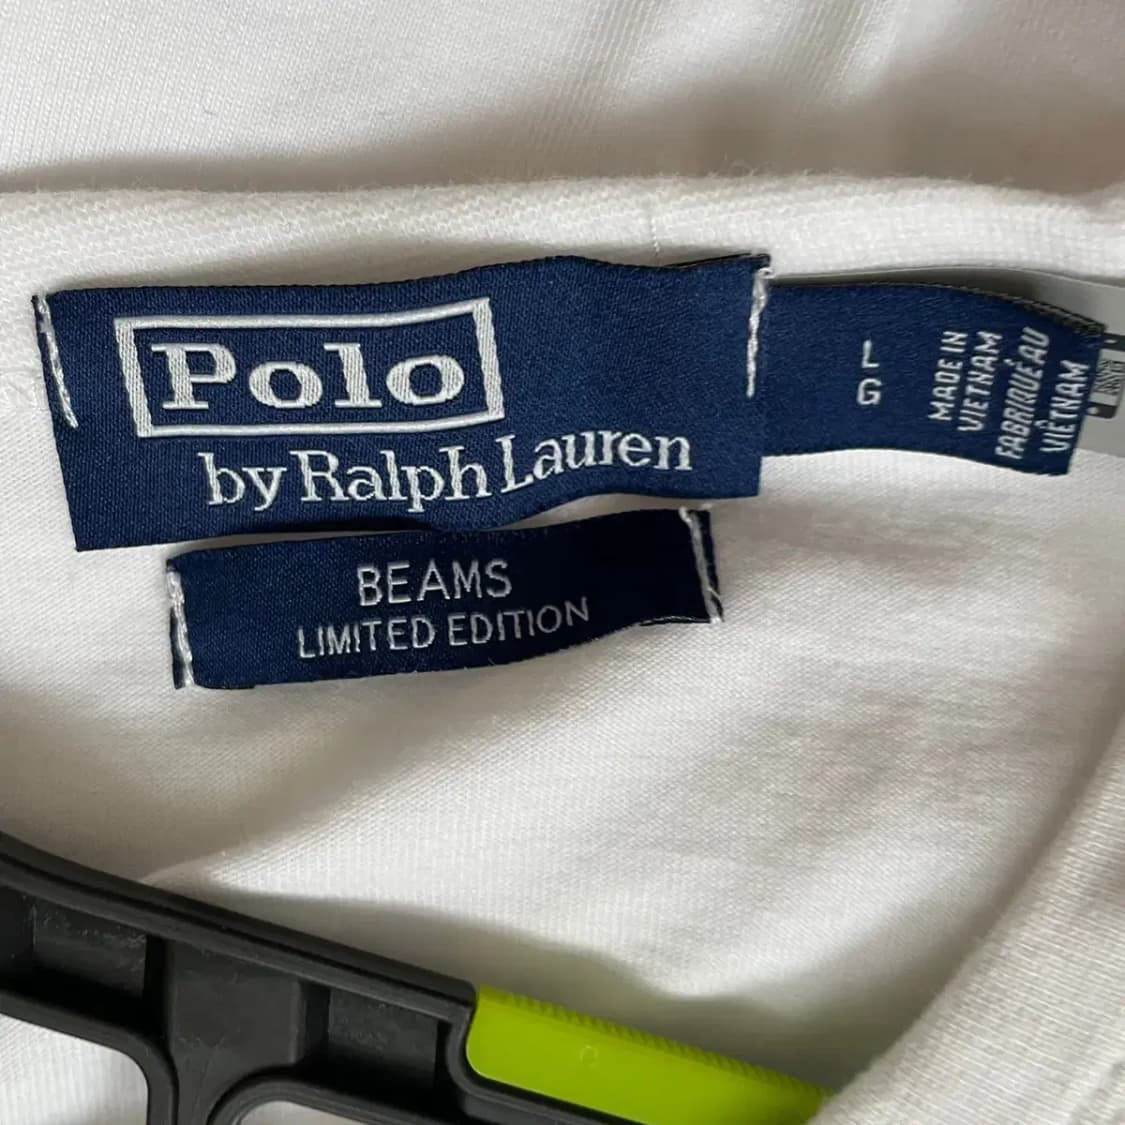 Polo
by Ralph Lauren
L
G
MADE IN
VIETNAM
FABRIQUÉ AU
VIÊTNAM
BEAMS
LIMITED EDITION